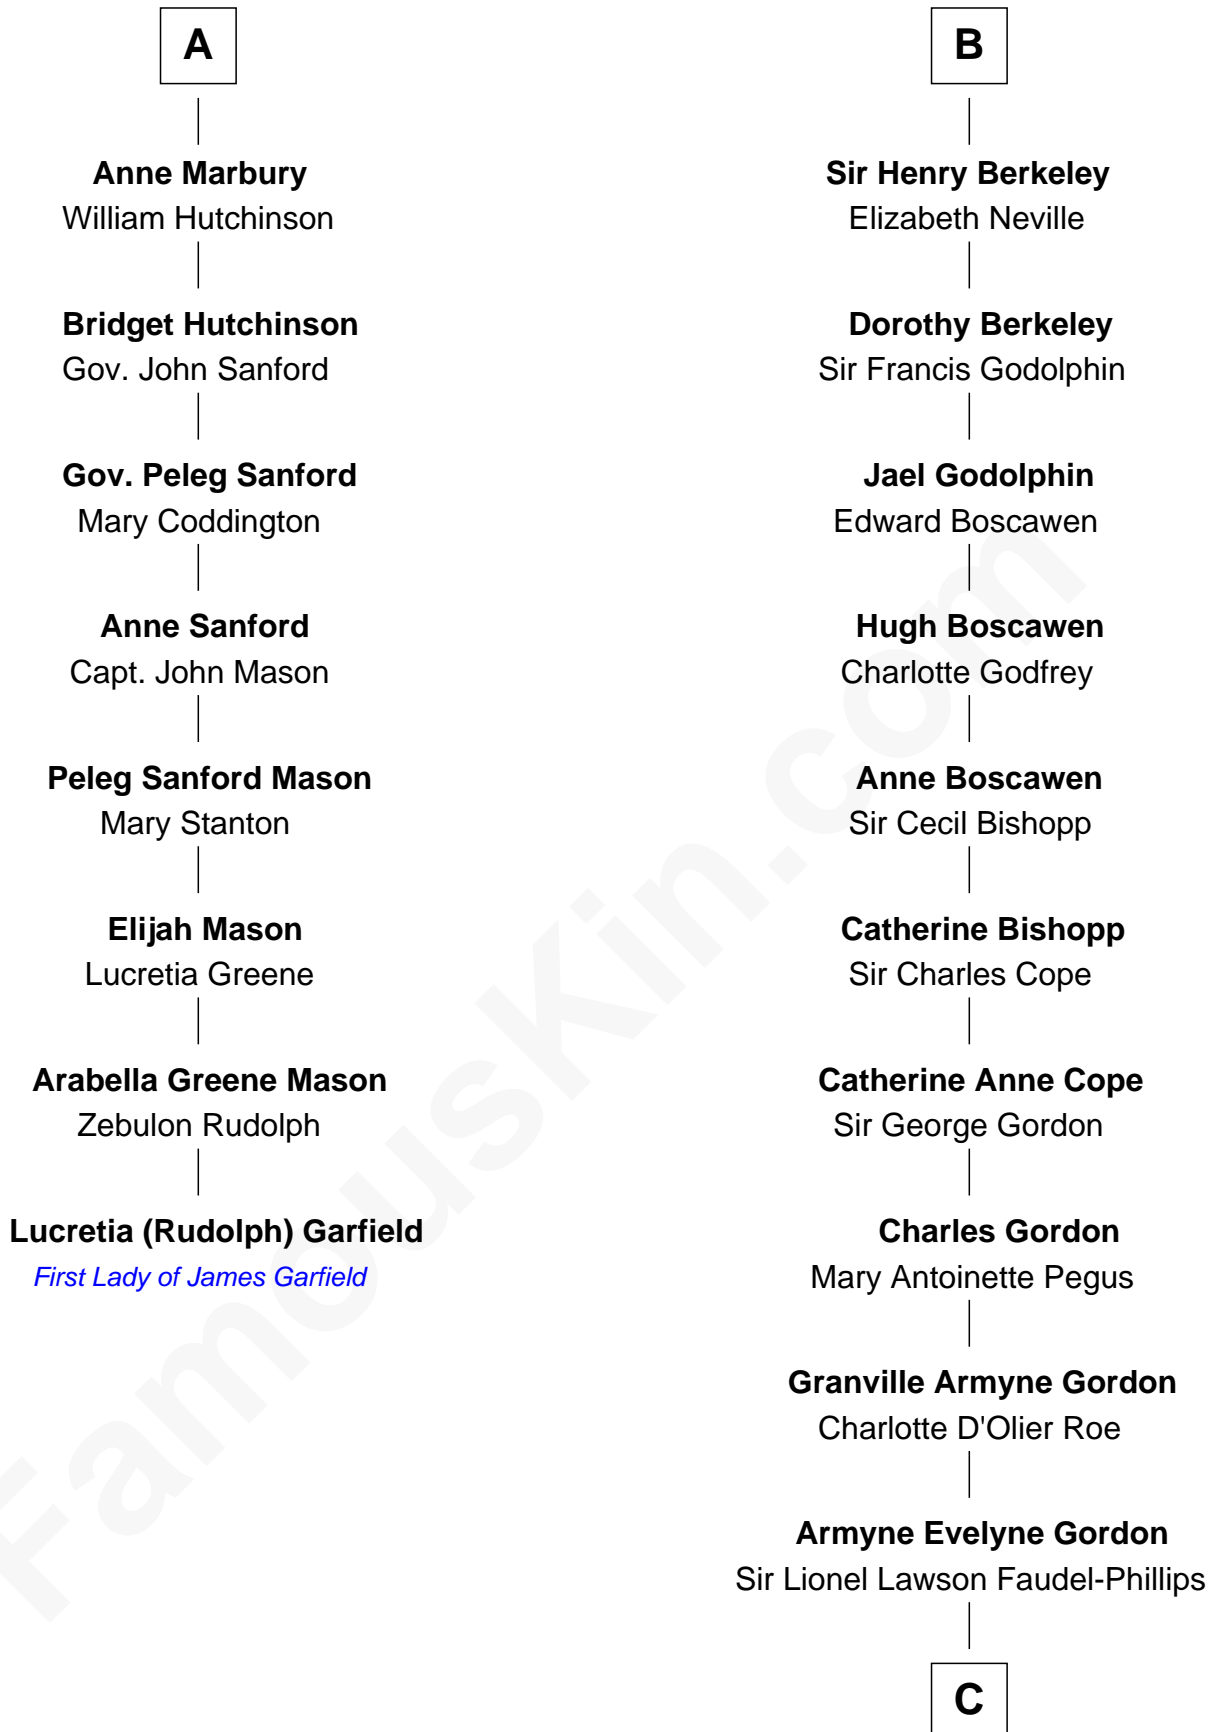 A
Anne Marbury
William Hutchinson
Bridget Hutchinson
Gov. John Sanford
Gov. Peleg Sanford
Mary Coddington
Anne Sanford
Capt. John Mason
Peleg Sanford Mason
Mary Stanton
Elijah Mason
Lucretia Greene
Arabella Greene Mason
Zebulon Rudolph
Lucretia (Rudolph) Garfield
First Lady of James Garfield
B
Sir Henry Berkeley
Elizabeth Neville
Dorothy Berkeley
Sir Francis Godolphin
Jael Godolphin
Edward Boscawen
Hugh Boscawen
Charlotte Godfrey
Anne Boscawen
Sir Cecil Bishopp
Catherine Bishopp
Sir Charles Cope
Catherine Anne Cope
Sir George Gordon
Charles Gordon
Mary Antoinette Pegus
Granville Armyne Gordon
Charlotte D'Olier Roe
Armyne Evelyne Gordon
Sir Lionel Lawson Faudel-Phillips
C
FamousKin.com